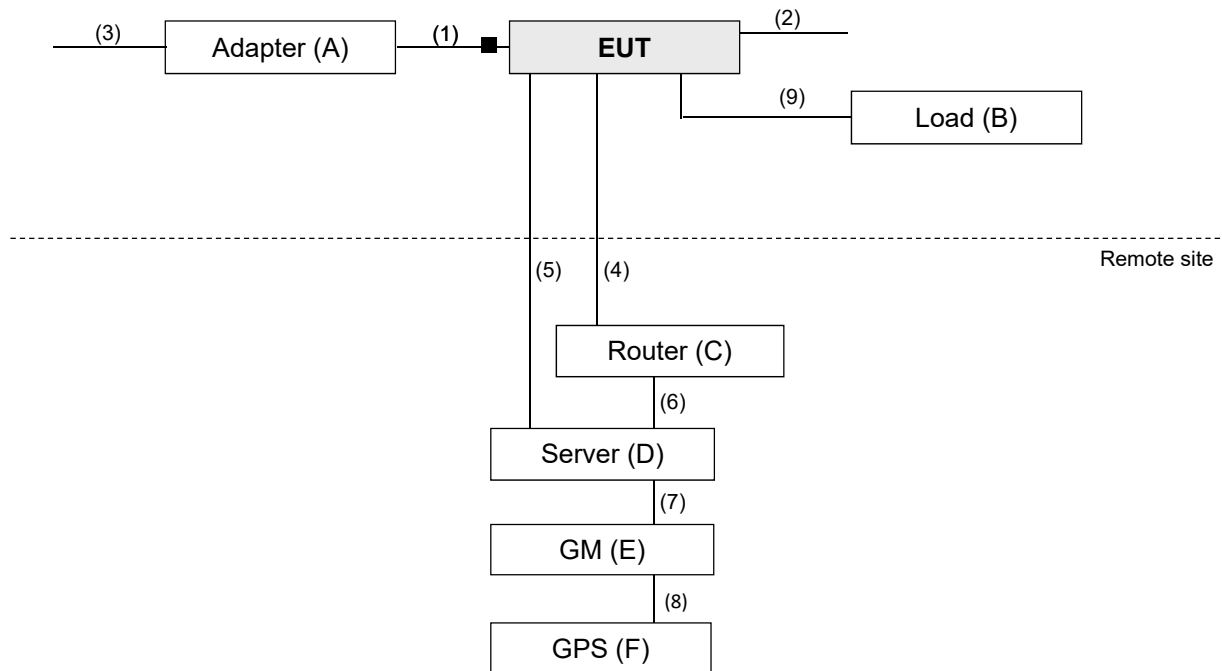 (3)
Adapter (A)
(1)
EUT
(2)
(9)
Load (B)
Remote site
(5)
(4)
Router (C)
(6)
Server (D)
(7)
GM (E)
(8)
GPS (F)